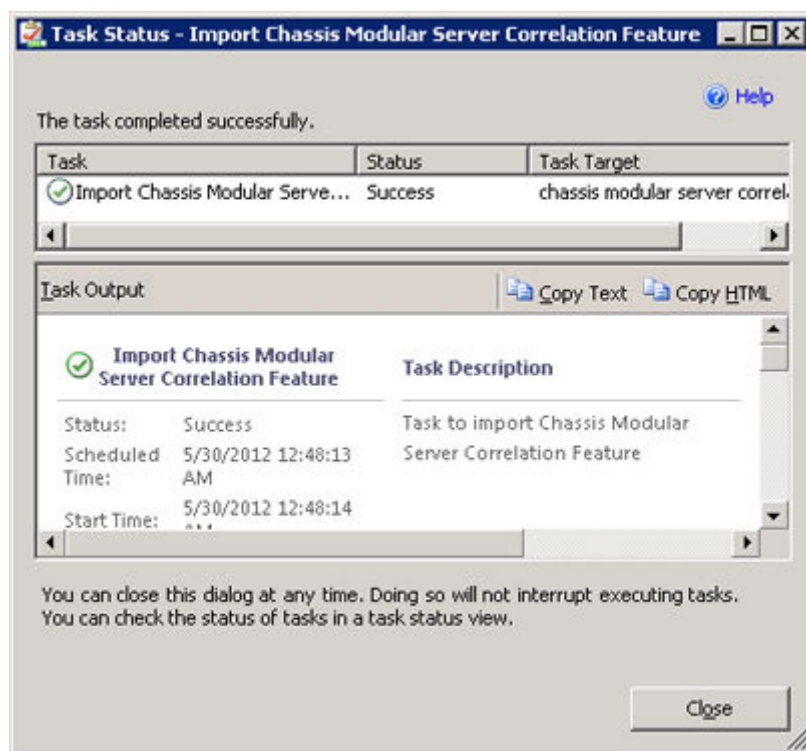 Task Status - Import Chassis Modular Server Correlation Feature
Help
The task completed successfully.
Task Status Task Target
Import Chassis Modular Serve... Success chassis modular server correl
Task Output Copy Text Copy HTML
Import Chassis Modular
Server Correlation Feature
Task Description
Status: Success
Scheduled Time: 5/30/2012 12:48:13 AM
Start Time: 5/30/2012 12:48:14
Task to import Chassis Modular
Server Correlation Feature
You can close this dialog at any time. Doing so will not interrupt executing tasks.
You can check the status of tasks in a task status view.
Close